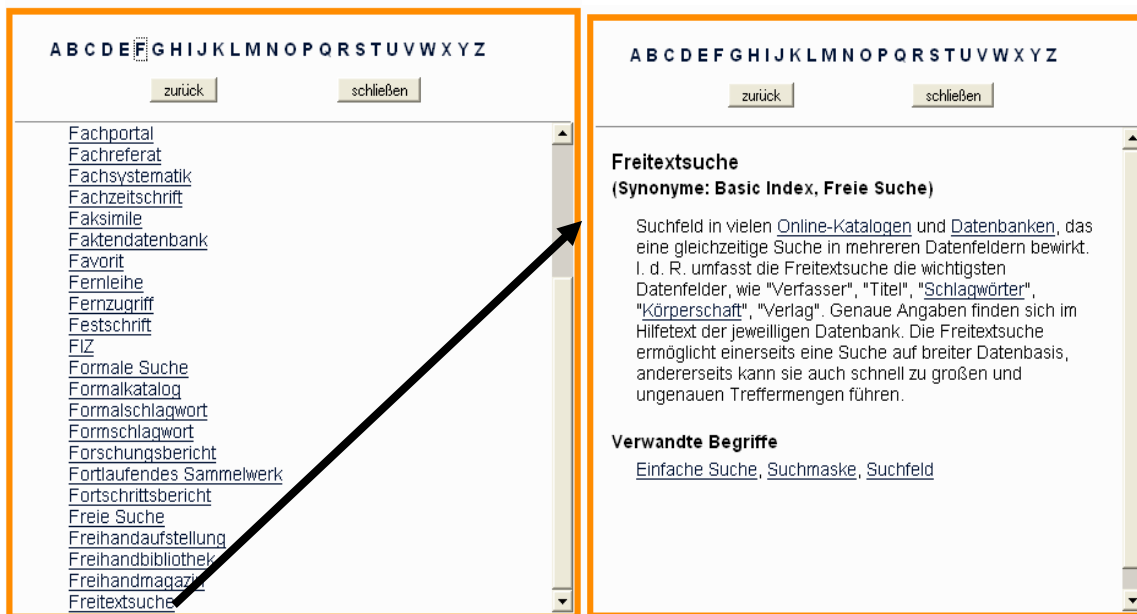 A B C D E F G H I J K L M N O P Q R S T U V W X Y Z
zurück schließen
Fachportal
Fachreferat
Fachsystematik
Fachzeitschrift
Faksimile
Faktendatenbank
Favorit
Fernleihe
Fernzugriff
Festschrift
FIZ
Formale Suche
Formalkatalog
Formalschlagwort
Formschlagwort
Forschungsbericht
Fortlaufendes Sammelwerk
Fortschrittsbericht
Freie Suche
Freihandaufstellung
Freihandbibliothek
Freihandmagazin
Freitextsuche
A B C D E F G H I J K L M N O P Q R S T U V W X Y Z
zurück schließen
Freitextsuche
(Synonyme: Basic Index, Freie Suche)
Suchfeld in vielen Online-Katalogen und Datenbanken, das
eine gleichzeitige Suche in mehreren Datenfeldern bewirkt.
I. d. R. umfasst die Freitextsuche die wichtigsten
Datenfelder, wie "Verfasser", "Titel", "Schlagwörter",
"Körperschaft", "Verlag". Genaue Angaben finden sich im
Hilfetext der jeweilligen Datenbank. Die Freitextsuche
ermöglicht einerseits eine Suche auf breiter Datenbasis,
andererseits kann sie auch schnell zu großen und
ungenauen Treffermengen führen.
Verwandte Begriffe
Einfache Suche, Suchmaske, Suchfeld